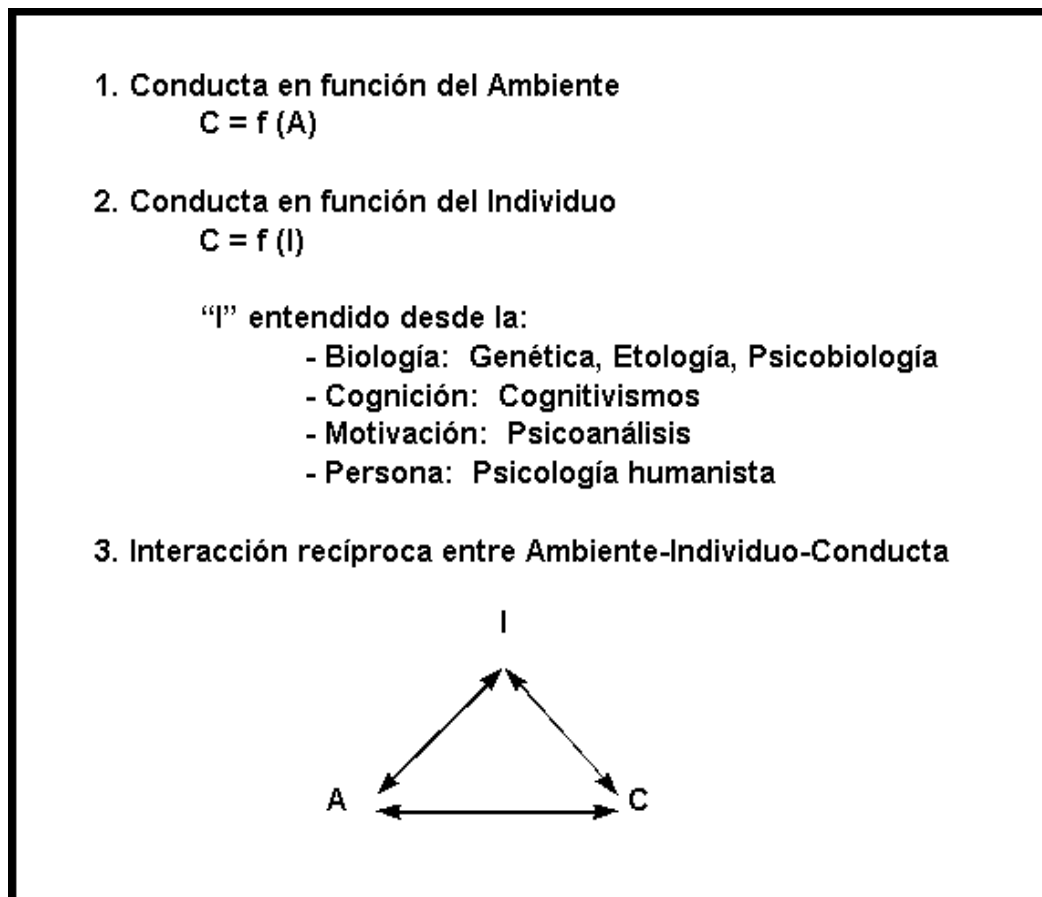 1. Conducta en función del Ambiente
C = f (A)
2. Conducta en función del Individuo
C = f (I)
“I” entendido desde la:
- Biología: Genética, Etología, Psicobiología
- Cognición: Cognitivismos
- Motivación: Psicoanálisis
- Persona: Psicología humanista
3. Interacción recíproca entre Ambiente-Individuo-Conducta
I
A C